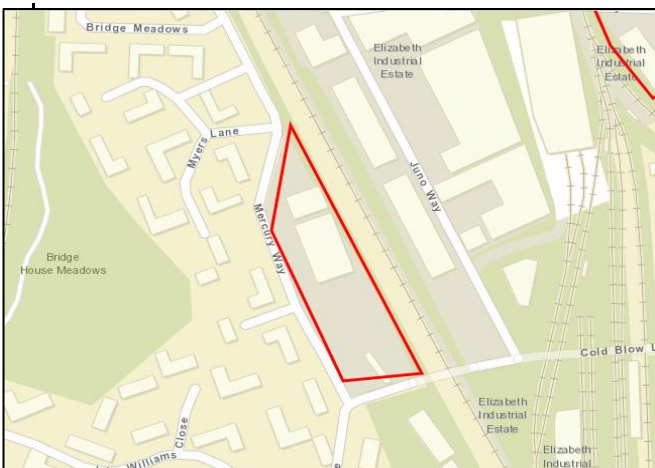 Bridge Meadows
Elizabeth
Industrial
Estate
Elizabeth
Industrial
Estate
Myers Lane
Juno Way
Mercury Way
Bridge
House Meadows
Cold Blow L
Elizabeth
Industrial
Estate
Williams Close
Elizabeth
Industrial